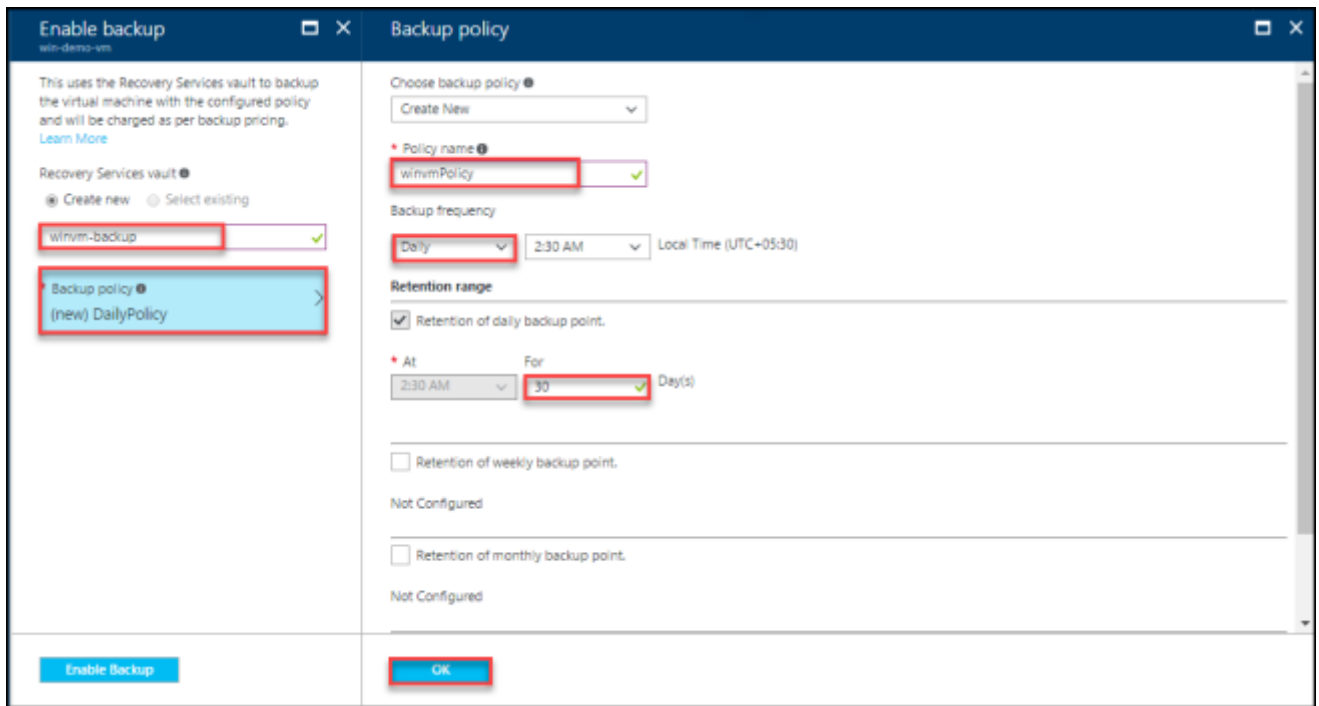 Enable backup
win-demo-vm
This uses the Recovery Services vault to backup
the virtual machine with the configured policy
and will be charged as per backup pricing.
Learn More
Recovery Services vault
Create new Select existing
winvm-backup
* Backup policy
(new) DailyPolicy
Enable Backup
Backup policy
Choose backup policy
Create New
* Policy name
winvmPolicy
Backup frequency
Daily 2:30 AM Local Time (UTC+05:30)
Retention range
Retention of daily backup point.
* At For
2:30 AM 30 Day(s)
Retention of weekly backup point.
Not Configured
Retention of monthly backup point.
Not Configured
OK